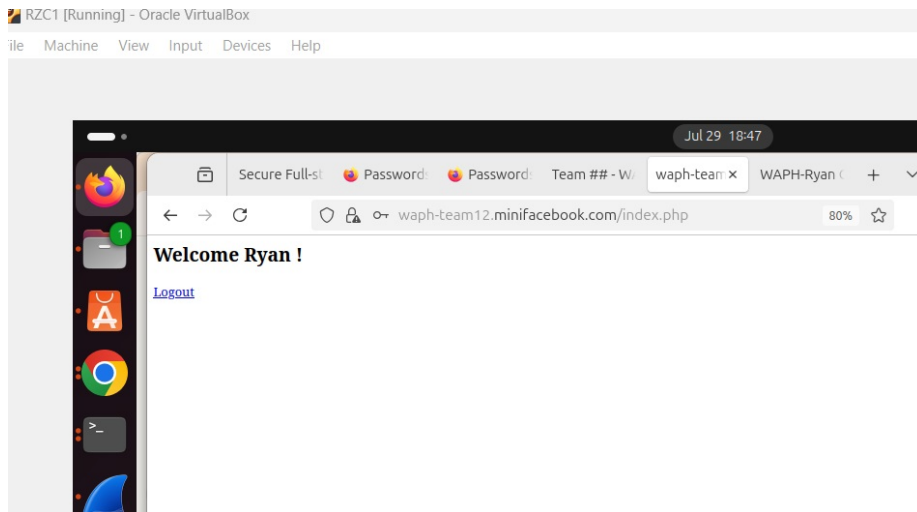 RZC1 [Running] - Oracle VirtualBox
ile Machine View Input Devices Help
Jul 29 18:47
Secure Full-st Password: Password: Team ## - W waph-team × WAPH-Ryan
waph-team12.minifacebook.com/index.php 80%
1
Welcome Ryan !
Logout